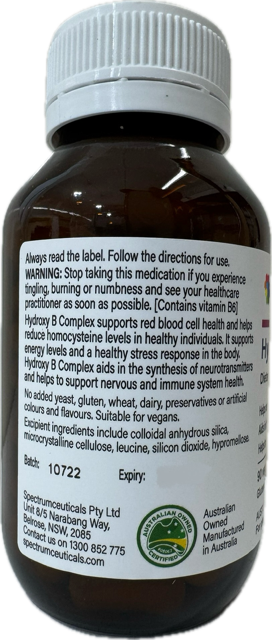 Always read the label. Follow the directions for use.
WARNING: Stop taking this medication if you experience
tingling, burning or numbness and see your healthcare
practitioner as soon as possible. [Contains vitamin B6]
Hydroxy B Complex supports red blood cell health and helps
reduce homocysteine levels in healthy individuals. It supports
energy levels and a healthy stress response in the body.
Hydroxy B Complex aids in the synthesis of neurotransmitters
and helps to support nervous and immune system health.
No added yeast, gluten, wheat, dairy, preservatives or artificial
colours and flavours. Suitable for vegans.
Excipient ingredients include colloidal anhydrous silica,
microcrystalline cellulose, leucine, silicon dioxide, hypromellose.
Batch: 10722 Expiry:
Spectrumceuticals Pty Ltd
Unit 8/5 Narabang Way,
Belrose, NSW, 2085
Contact us on 1300 852 775
spectrumceuticals.com
AUSTRALIAN OWNED
CERTIFIED
Australian
Owned
Manufactured
in Australia